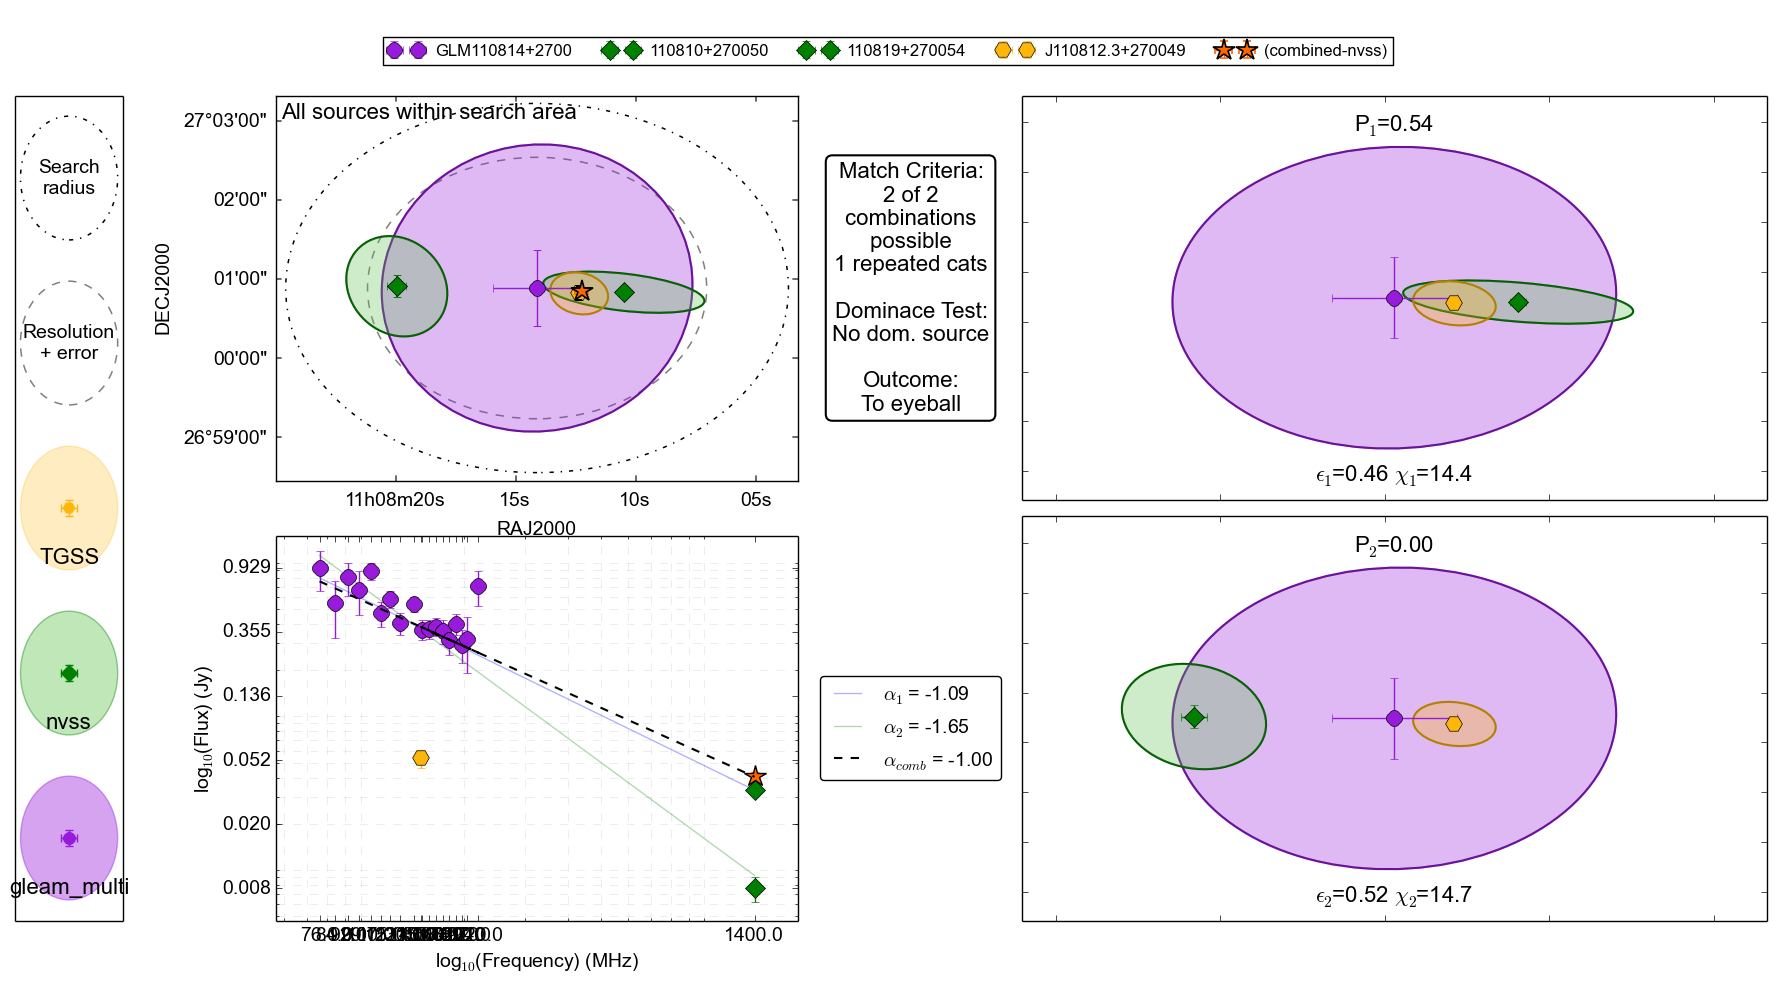 GLM110814+2700 110810+270050 110819+270054 J110812.3+270049 (combined-nvss)
Search
radius
Resolution
+ error
TGSS
nvss
gleam_multi
All sources within search area
27°03'00"
02'00"
01'00"
00'00"
26°59'00"
DECJ2000
11h08m20s 15s 10s 05s
RAJ2000
Match Criteria:
2 of 2
combinations
possible
1 repeated cats
Dominace Test:
No dom. source
Outcome:
To eyeball
P1=0.54
ϵ1=0.46 χ1=14.4
P2=0.00
ϵ2=0.52 χ2=14.7
0.929
0.355
0.136
0.052
0.020
0.008
log10(Flux) (Jy)
1400.0
log10(Frequency) (MHz)
α1 = -1.09
α2 = -1.65
αcomb = -1.00